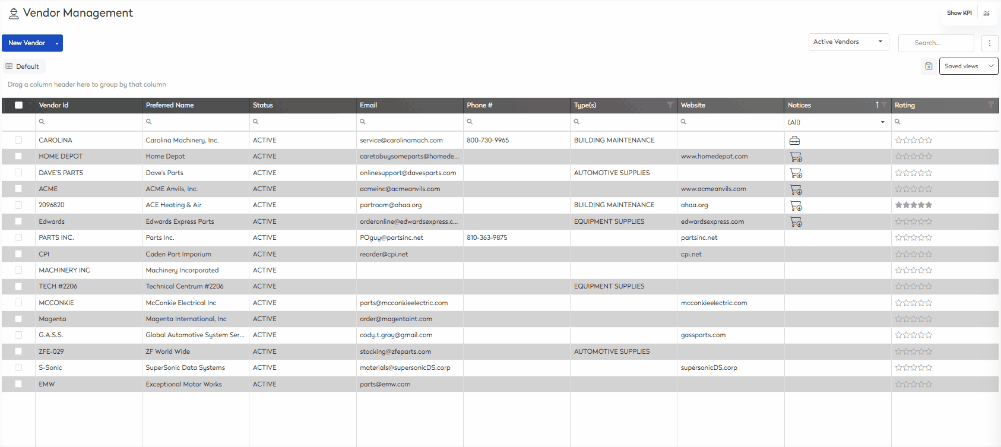 Vendor Management
Show KPI
New Vendor
Active Vendors
Search...
Default
Saved views
Drag a column header here to group by that column
Vendor Id Preferred Name Status Email Phone # Type(s) Website Notices Rating
(All)
CAROLINA Carolina Machinery, Inc. ACTIVE service@carolinamach.com 800-730-9965 BUILDING MAINTENANCE
HOME DEPOT Home Depot ACTIVE caretobuysomeparts@homede... www.homedepot.com
DAVE'S PARTS Dave's Parts ACTIVE onlinesupport@davesparts.com AUTOMOTIVE SUPPLIES
ACME ACME Anvils, Inc. ACTIVE acmeinc@acmeanvils.com www.acmeanvils.com
2096820 ACE Heating & Air ACTIVE partroom@ahaa.org BUILDING MAINTENANCE ahaa.org
Edwards Edwards Express Parts ACTIVE orderonline@edwardsexpress.c... EQUIPMENT SUPPLIES edwardsexpress.com
PARTS INC. Parts Inc. ACTIVE POguy@partsinc.net 810-363-9875 partsinc.net
CPI Caden Part Imporium ACTIVE reorder@cpi.net cpi.net
MACHINERY INC Machinery Incorporated ACTIVE
TECH #2206 Technical Centrum #2206 ACTIVE EQUIPMENT SUPPLIES
MCCONKIE McConkie Electrical Inc ACTIVE parts@mcconkieelectric.com mcconkieelectric.com
Magenta Magenta International, Inc ACTIVE order@magentaint.com
G.A.S.S. Global Automotive System Ser... ACTIVE cody.t.gray@gmail.com gassparts.com
ZFE-029 ZF World Wide ACTIVE stocking@zfeparts.com AUTOMOTIVE SUPPLIES
S-Sonic SuperSonic Data Systems ACTIVE materials@supersonicDS.corp supersonicDS.corp
EMW Exceptional Motor Works ACTIVE parts@emw.com